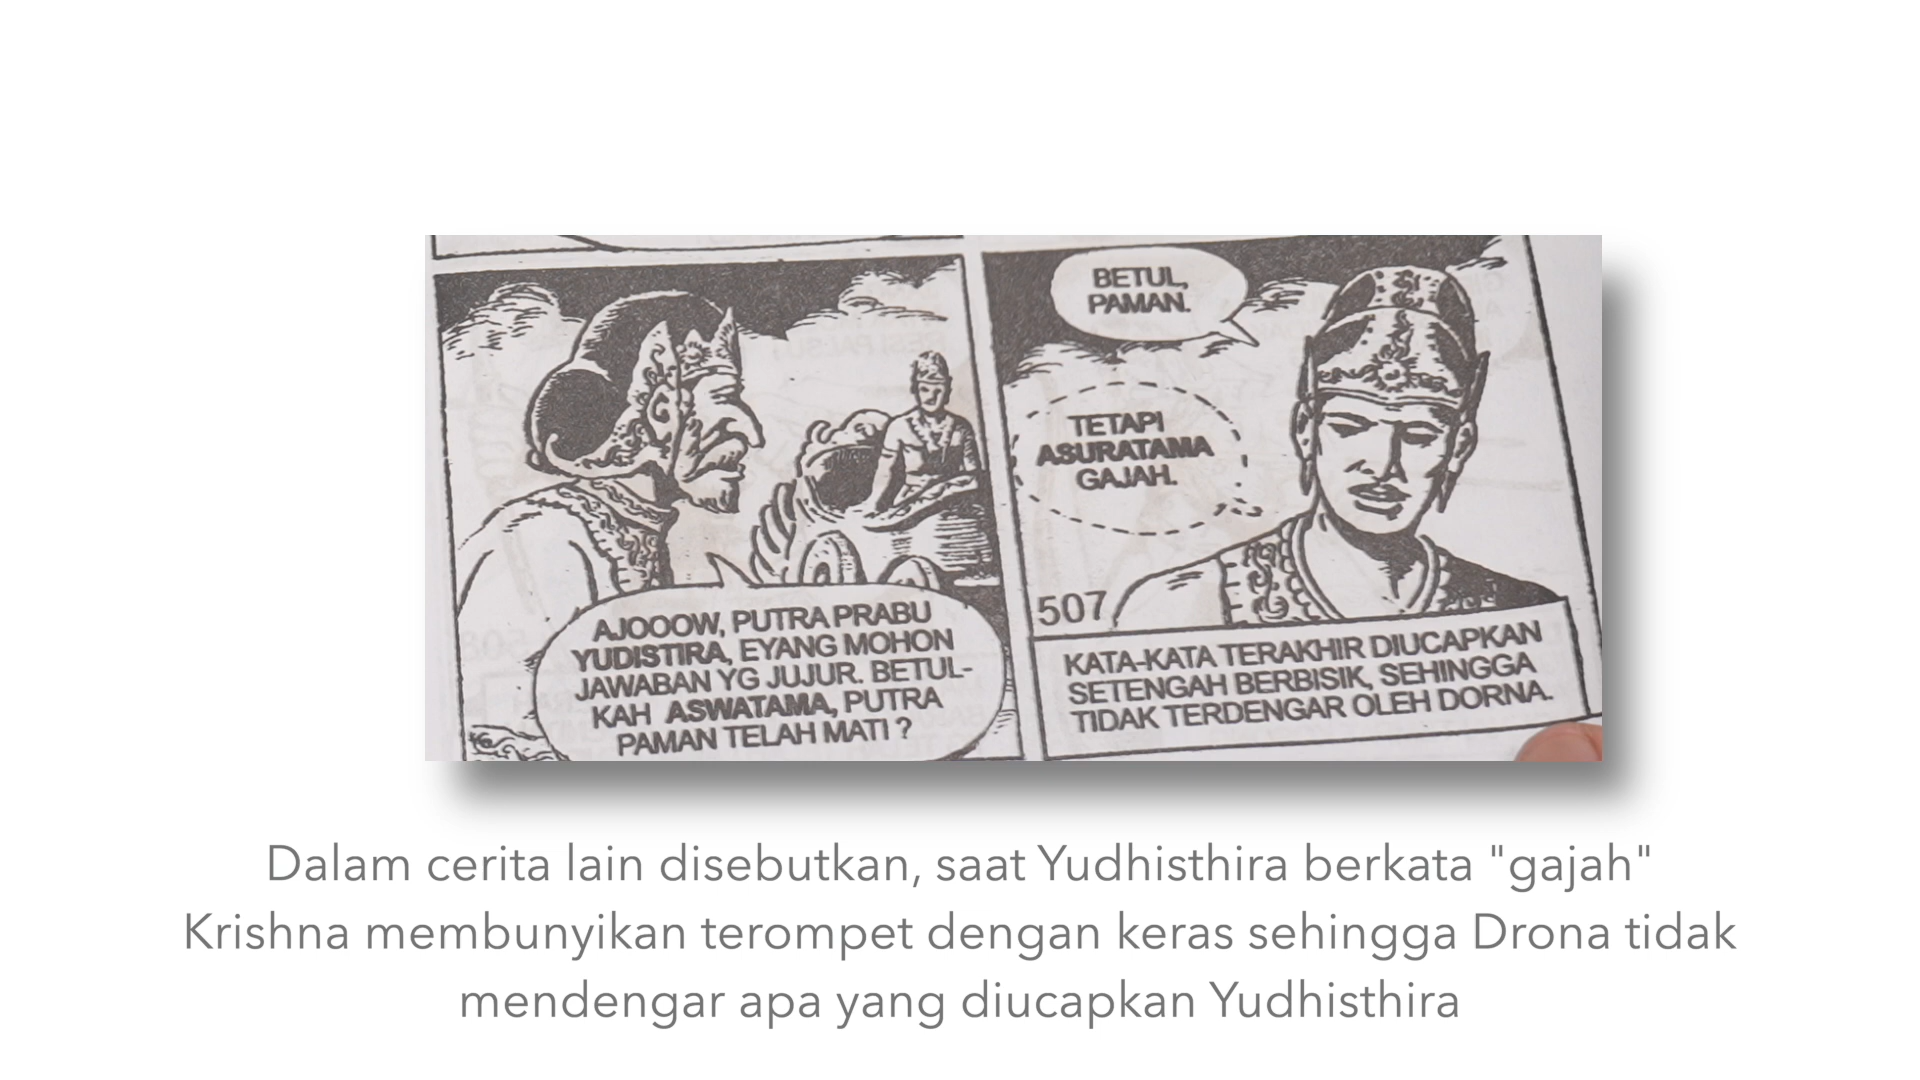 AJOOOW, PUTRA PRABU
YUDISTIRA, EYANG MOHON
JAWABAN YG JUJUR. BETUL-
KAH ASWATAMA, PUTRA
PAMAN TELAH MATI ?
BETUL,
PAMAN.
TETAPI
ASURATAMA
GAJAH.
507
KATA-KATA TERAKHIR DIUCAPKAN
SETENGAH BERBISIK, SEHINGGA
TIDAK TERDENGAR OLEH DORNA.
Dalam cerita lain disebutkan, saat Yudhisthira berkata "gajah"
Krishna membunyikan terompet dengan keras sehingga Drona tidak
mendengar apa yang diucapkan Yudhisthira